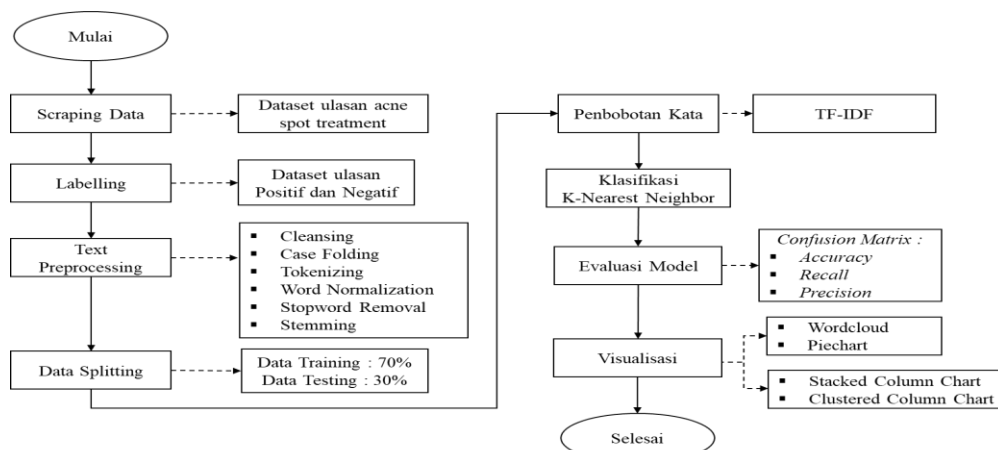 Mulai
Scraping Data
Dataset ulasan acne
spot treatment
Labelling
Dataset ulasan
Positif dan Negatif
Text
Preprocessing
▪ Cleansing
▪ Case Folding
▪ Tokenizing
▪ Word Normalization
▪ Stopword Removal
▪ Stemming
Data Splitting
Data Training : 70%
Data Testing : 30%
Penbobotan Kata
TF-IDF
Klasifikasi
K-Nearest Neighbor
Evaluasi Model
Confusion Matrix :
▪ Accuracy
▪ Recall
▪ Precision
Visualisasi
▪ Wordcloud
▪ Piechart
▪ Stacked Column Chart
▪ Clustered Column Chart
Selesai